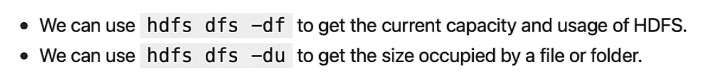 • We can use hdfs dfs -df to get the current capacity and usage of HDFS.
• We can use hdfs dfs -du to get the size occupied by a file or folder.